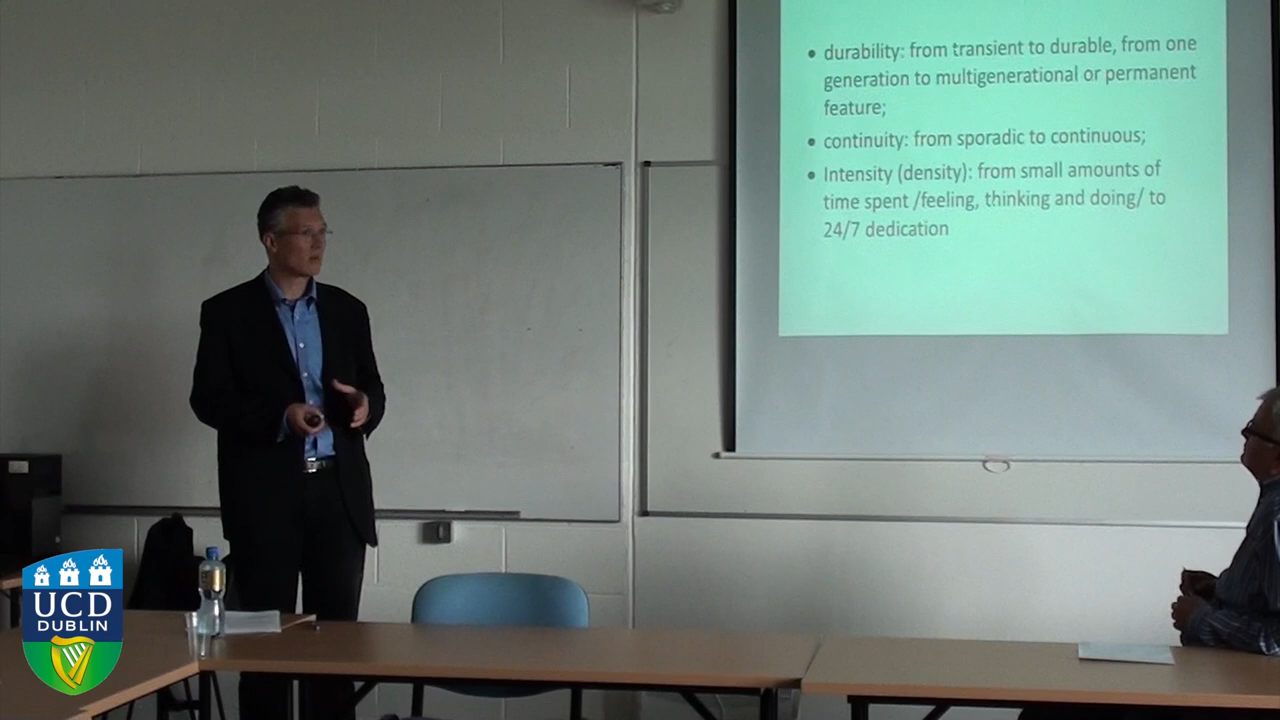 • durability: from transient to durable, from one
generation to multigenerational or permanent
feature;
• continuity: from sporadic to continuous;
• Intensity (density): from small amounts of
time spent /feeling, thinking and doing/ to
24/7 dedication
UCD
DUBLIN